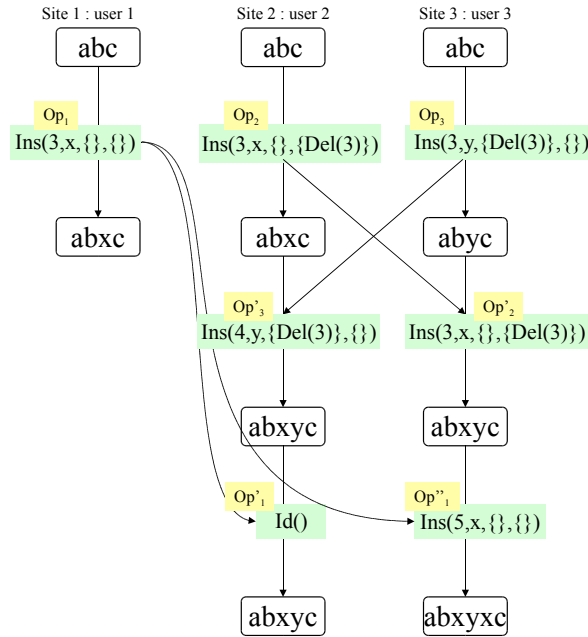 Site 1 : user 1 Site 2 : user 2 Site 3 : user 3
abc abc abc
Op1 Op2 Op3
Ins(3,x,{},{}) Ins(3,x,{},{Del(3)}) Ins(3,y,{Del(3)},{})
abxc abxc abyc
Op’3 Op’2
Ins(4,y,{Del(3)},{}) Ins(3,x,{},{Del(3)})
abxyc abxyc
Op’1 Op’’1
Id() Ins(5,x,{},{})
abxyc abxyxc